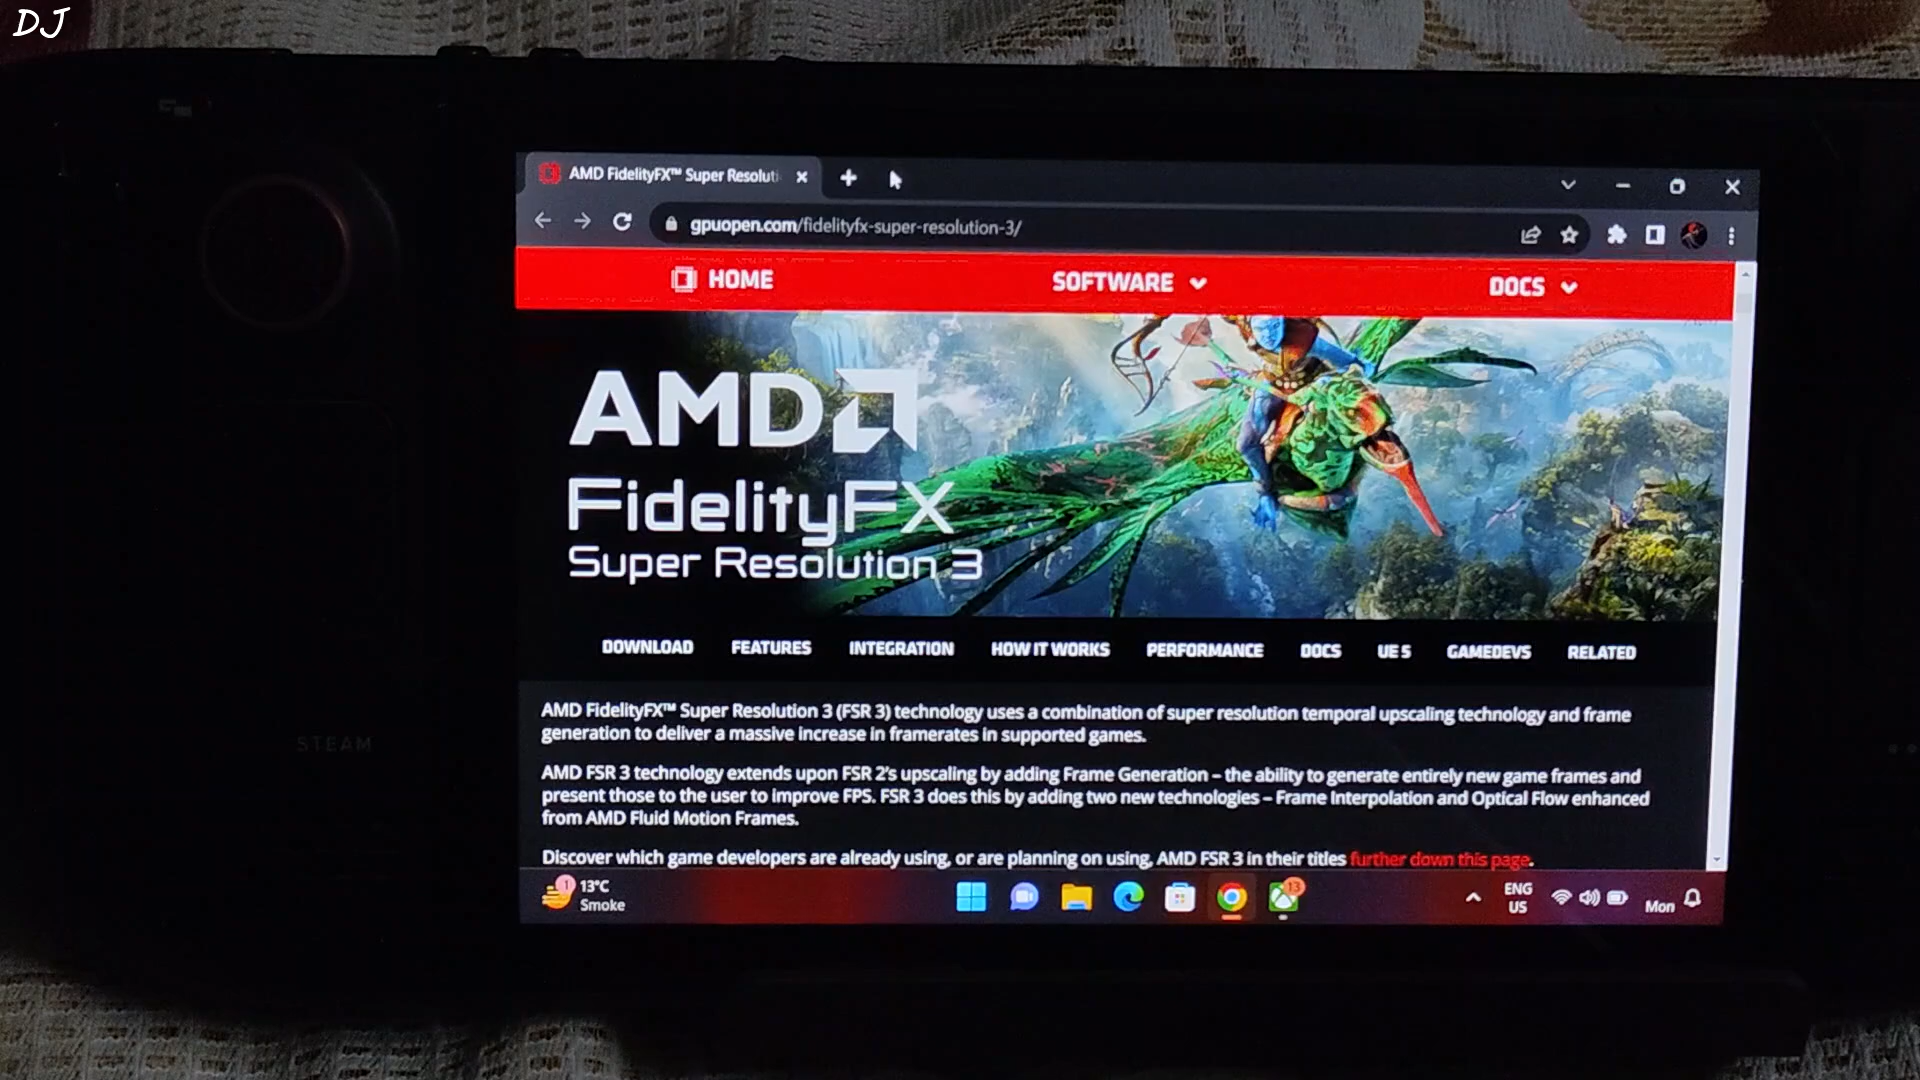 DJ
AMD FidelityFX™ Super Resoluti
gpuopen.com/fidelityfx-super-resolution-3/
HOME SOFTWARE DOCS
AMD
FidelityFX
Super Resolution 3
DOWNLOAD FEATURES INTEGRATION HOW IT WORKS PERFORMANCE DOCS UE 5 GAMEDEVS RELATED
AMD FidelityFX™ Super Resolution 3 (FSR 3) technology uses a combination of super resolution temporal upscaling technology and frame
generation to deliver a massive increase in framerates in supported games.
AMD FSR 3 technology extends upon FSR 2's upscaling by adding Frame Generation – the ability to generate entirely new game frames and
present those to the user to improve FPS. FSR 3 does this by adding two new technologies – Frame Interpolation and Optical Flow enhanced
from AMD Fluid Motion Frames.
STEAM
Discover which game developers are already using, or are planning on using, AMD FSR 3 in their titles further down this page.
1 13°C
Smoke
13
ENG
US
Mon